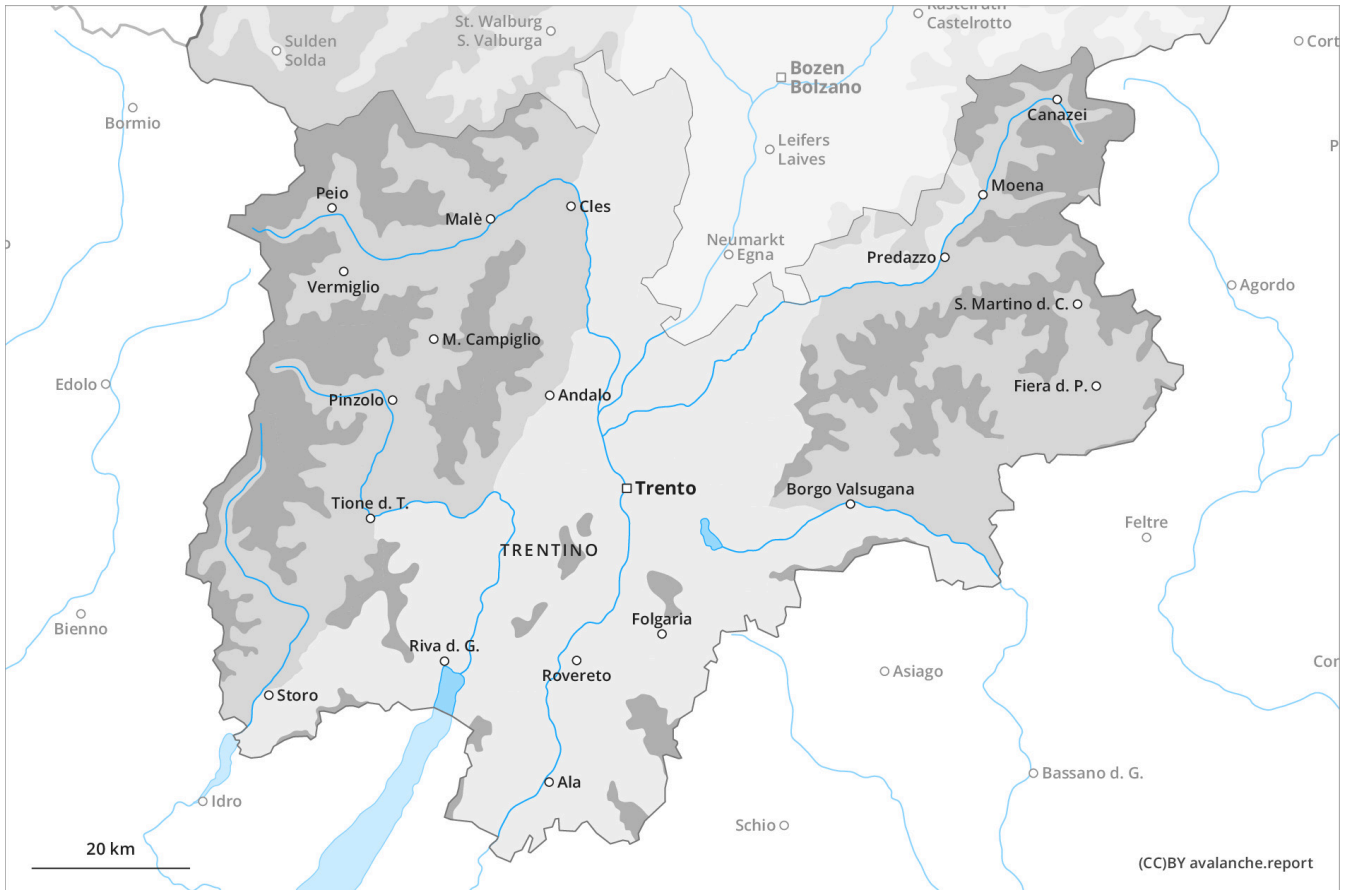 St. Walburg
S. Valburga
Castelrotto
Sulden
Solda
Cort
Bozen
Bolzano
Bormio
Canazei
Leifers
Laives
P
Peio
Moena
Malè
Cles
Neumarkt
Egna
Predazzo
Vermiglio
Agordo
S. Martino d. C.
M. Campiglio
Edolo
Fiera d. P.
Andalo
Pinzolo
Trento
Borgo Valsugana
Tione d. T.
Feltre
TRENTINO
Folgaria
Bienno
Riva d. G.
Cor
Asiago
Rovereto
Storo
Bassano d. G.
Ala
Idro
Schio
20 km
(CC)BY avalanche.report